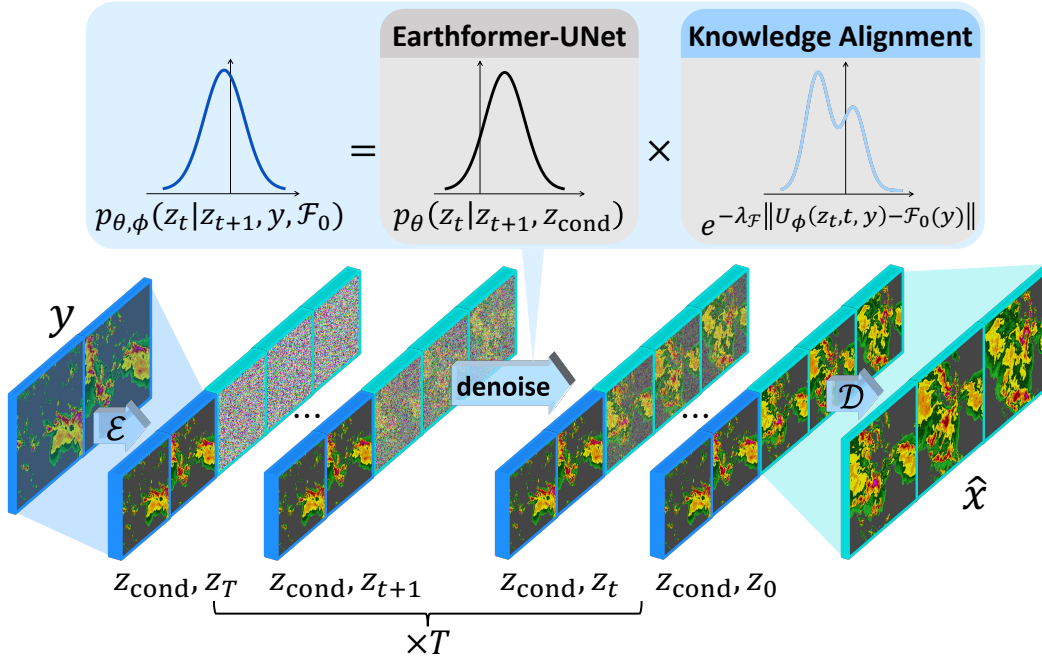 Earthformer-UNet
Knowledge Alignment
=
×
p_{θ,ϕ}(z_t|z_{t+1}, y, ℱ_0)
p_θ(z_t|z_{t+1}, z_cond)
e^{−λ_ℱ‖U_ϕ(z_t,t, y)−ℱ_0(y)‖}
y
ℰ
...
denoise
...
𝒟
x̂
z_cond, z_T
z_cond, z_{t+1}
z_cond, z_t
z_cond, z_0
×T